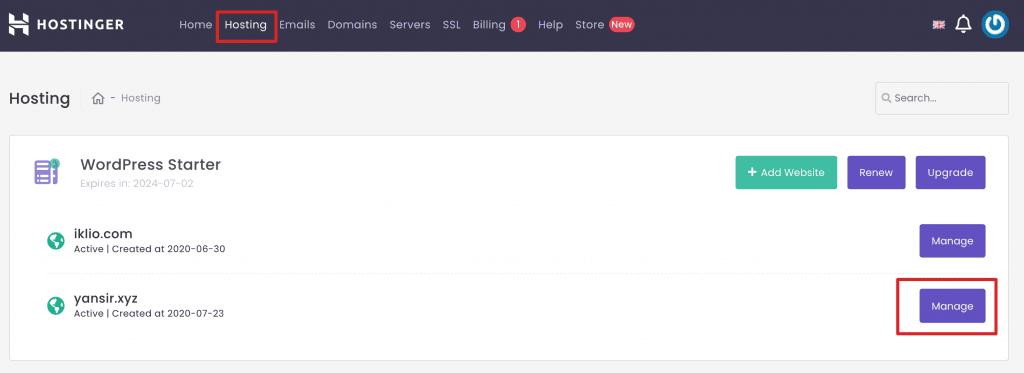 HOSTINGER Home Hosting Emails Domains Servers SSL Billing 1 Help Store New
Hosting - Hosting Search...
WordPress Starter
Expires in: 2024-07-02
+ Add Website Renew Upgrade
iklio.com
Active | Created at 2020-06-30
Manage
yansir.xyz
Active | Created at 2020-07-23
Manage